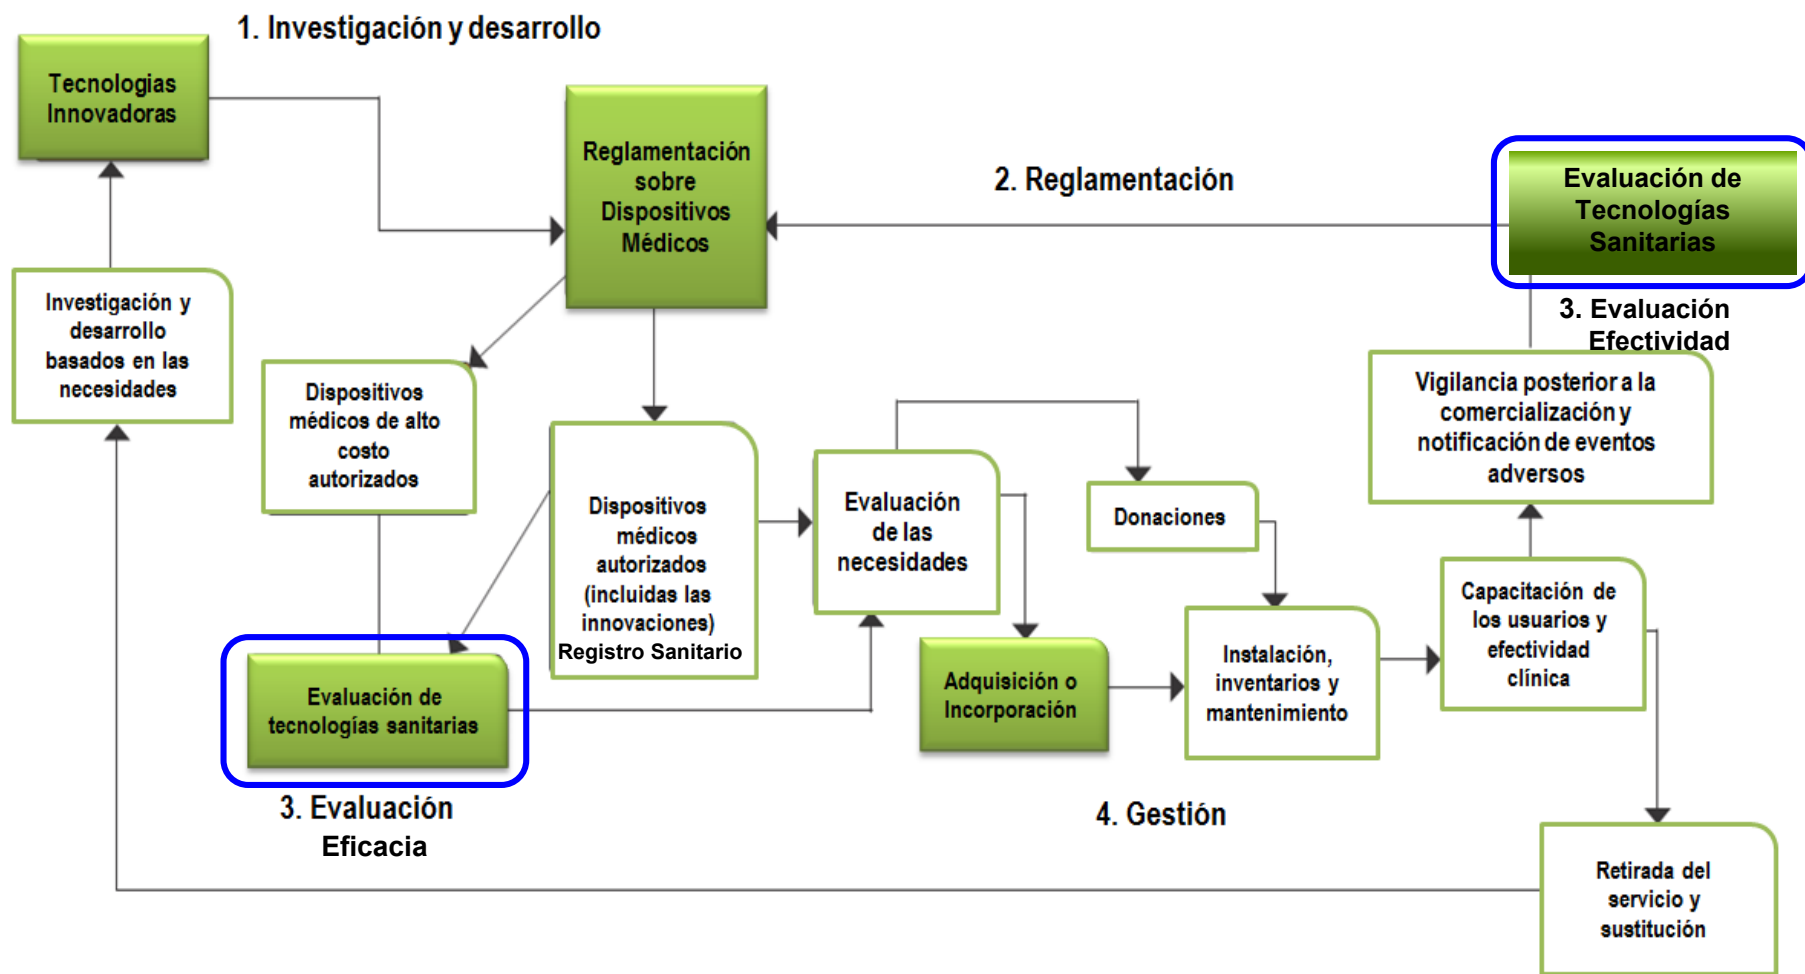 1. Investigación y desarrollo
Tecnologias
Innovadoras
Reglamentación
sobre
Dispositivos
Médicos
2. Reglamentación
Evaluación de
Tecnologías
Sanitarias
3. Evaluación
Efectividad
Investigación y
desarrollo
basados en las
necesidades
Dispositivos
médicos de alto
costo
autorizados
Vigilancia posterior a la
comercialización y
notificación de eventos
adversos
Dispositivos
médicos
autorizados
(incluidas las
innovaciones)
Registro Sanitario
Evaluación
de las
necesidades
Donaciones
Capacitación de
los usuarios y
efectividad
clínica
Evaluación de
tecnologías sanitarias
Adquisición o
Incorporación
Instalación,
inventarios y
mantenimiento
3. Evaluación
Eficacia
4. Gestión
Retirada del
servicio y
sustitución